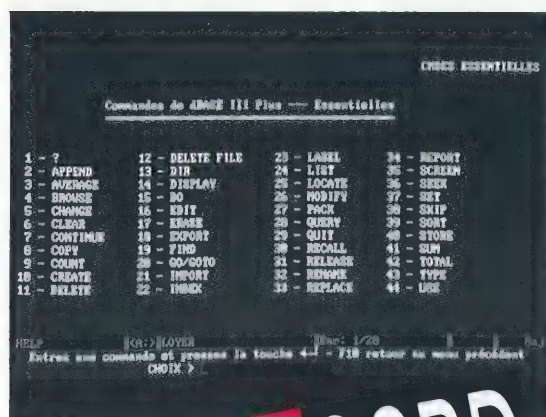 CMDES ESSENTIELLES
Commandes de dBASE III Plus --- Essentielles
1 - ? 12 - DELETE FILE 23 - LABEL 34 - REPORT
2 - APPEND 13 - DIR 24 - LIST 35 - SCREEN
3 - AVERAGE 14 - DISPLAY 25 - LOCATE 36 - SEEK
4 - BROWSE 15 - DO 26 - MODIFY 37 - SET
5 - CHANGE 16 - EDIT 27 - PACK 38 - SKIP
6 - CLEAR 17 - ERASE 28 - QUERY 39 - SORT
7 - CONTINUE 18 - EXPORT 29 - QUIT 40 - STORE
8 - COPY 19 - FIND 30 - RECALL 41 - SUM
9 - COUNT 20 - GO/GOTO 31 - RELEASE 42 - TOTAL
10 - CREATE 21 - IMPORT 32 - RENAME 43 - TYPE
11 - DELETE 22 - INDEX 33 - REPLACE 44 - USE
HELP <A:> LOYER Enr: 1/20 Maj
Entrez une commande et pressez la touche ◄─┘ - F10 retour au menu précédent
CHOIX >